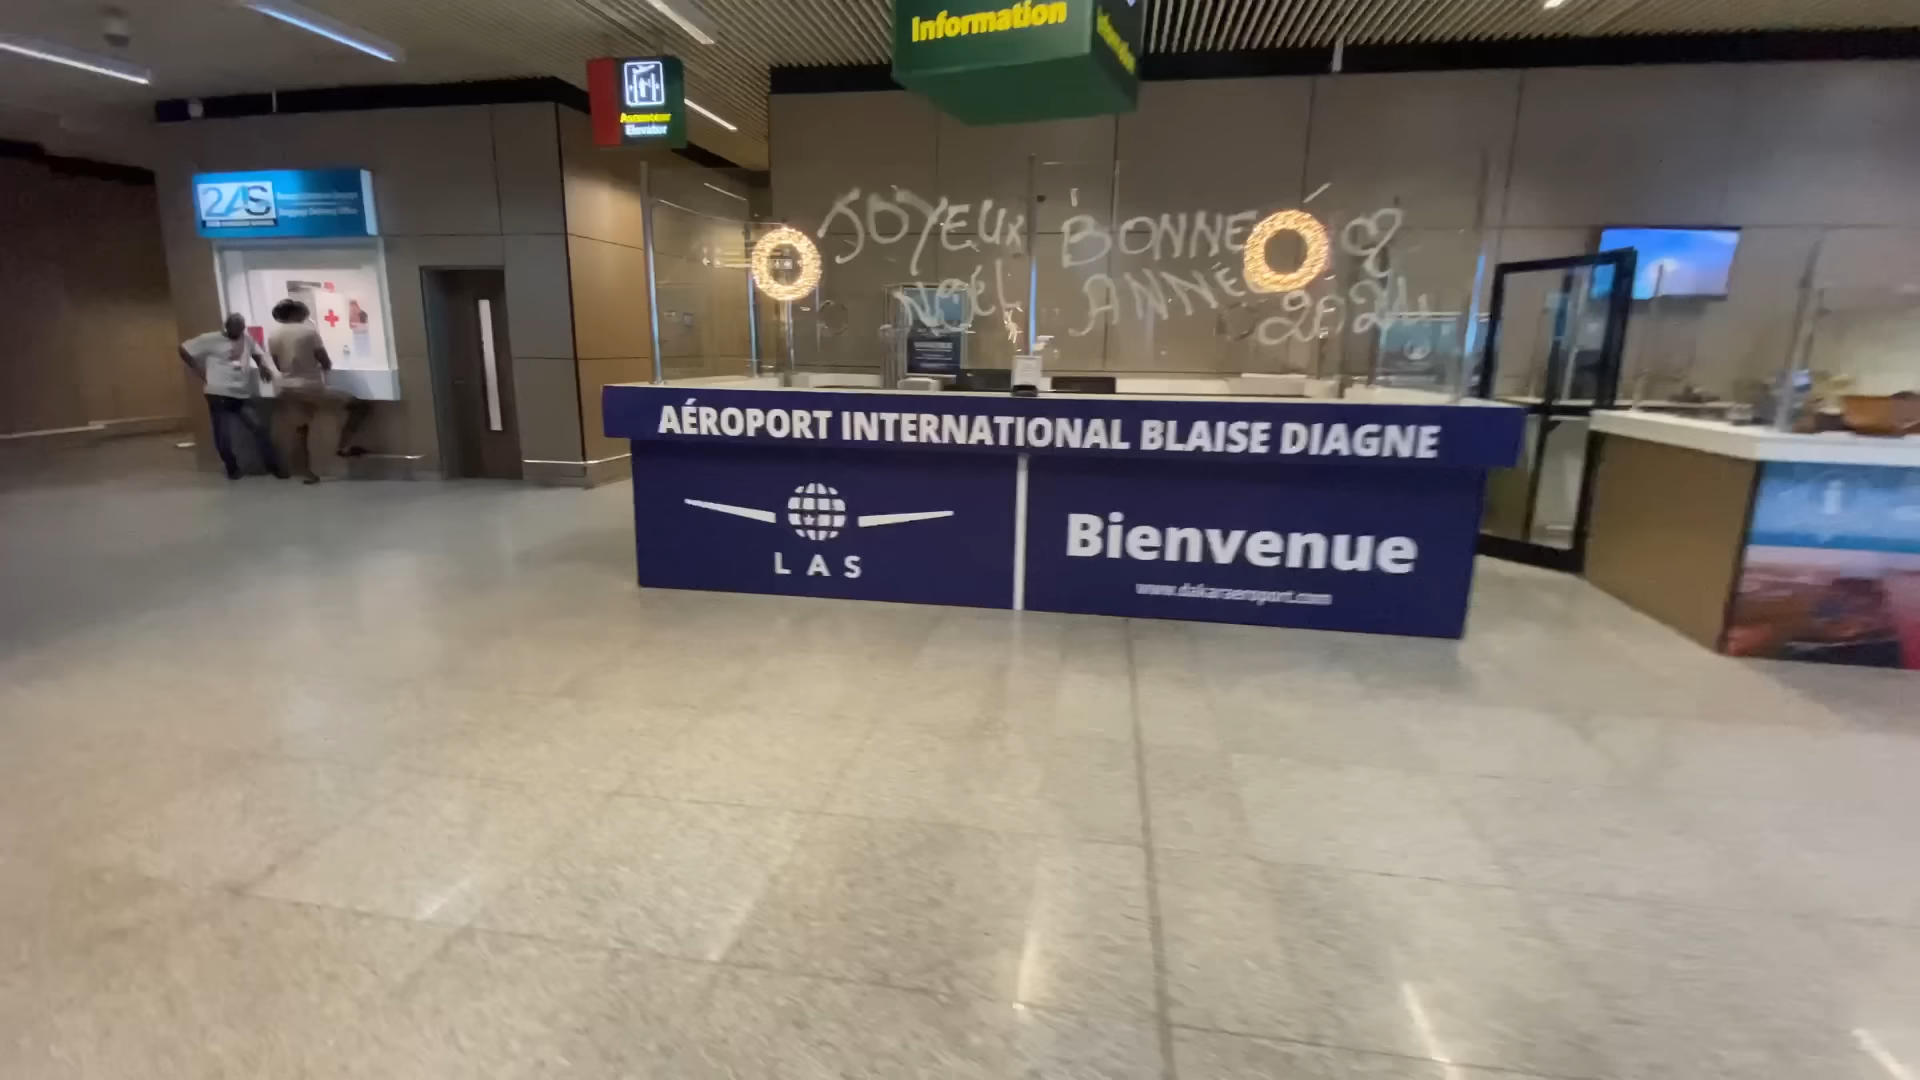 Information
Ascenseur
Elevator
2AS
JOYEUX
NOËL
BONNE
ANNÉE
2024
AÉROPORT INTERNATIONAL BLAISE DIAGNE
LAS
Bienvenue
www.dakaraeroport.com